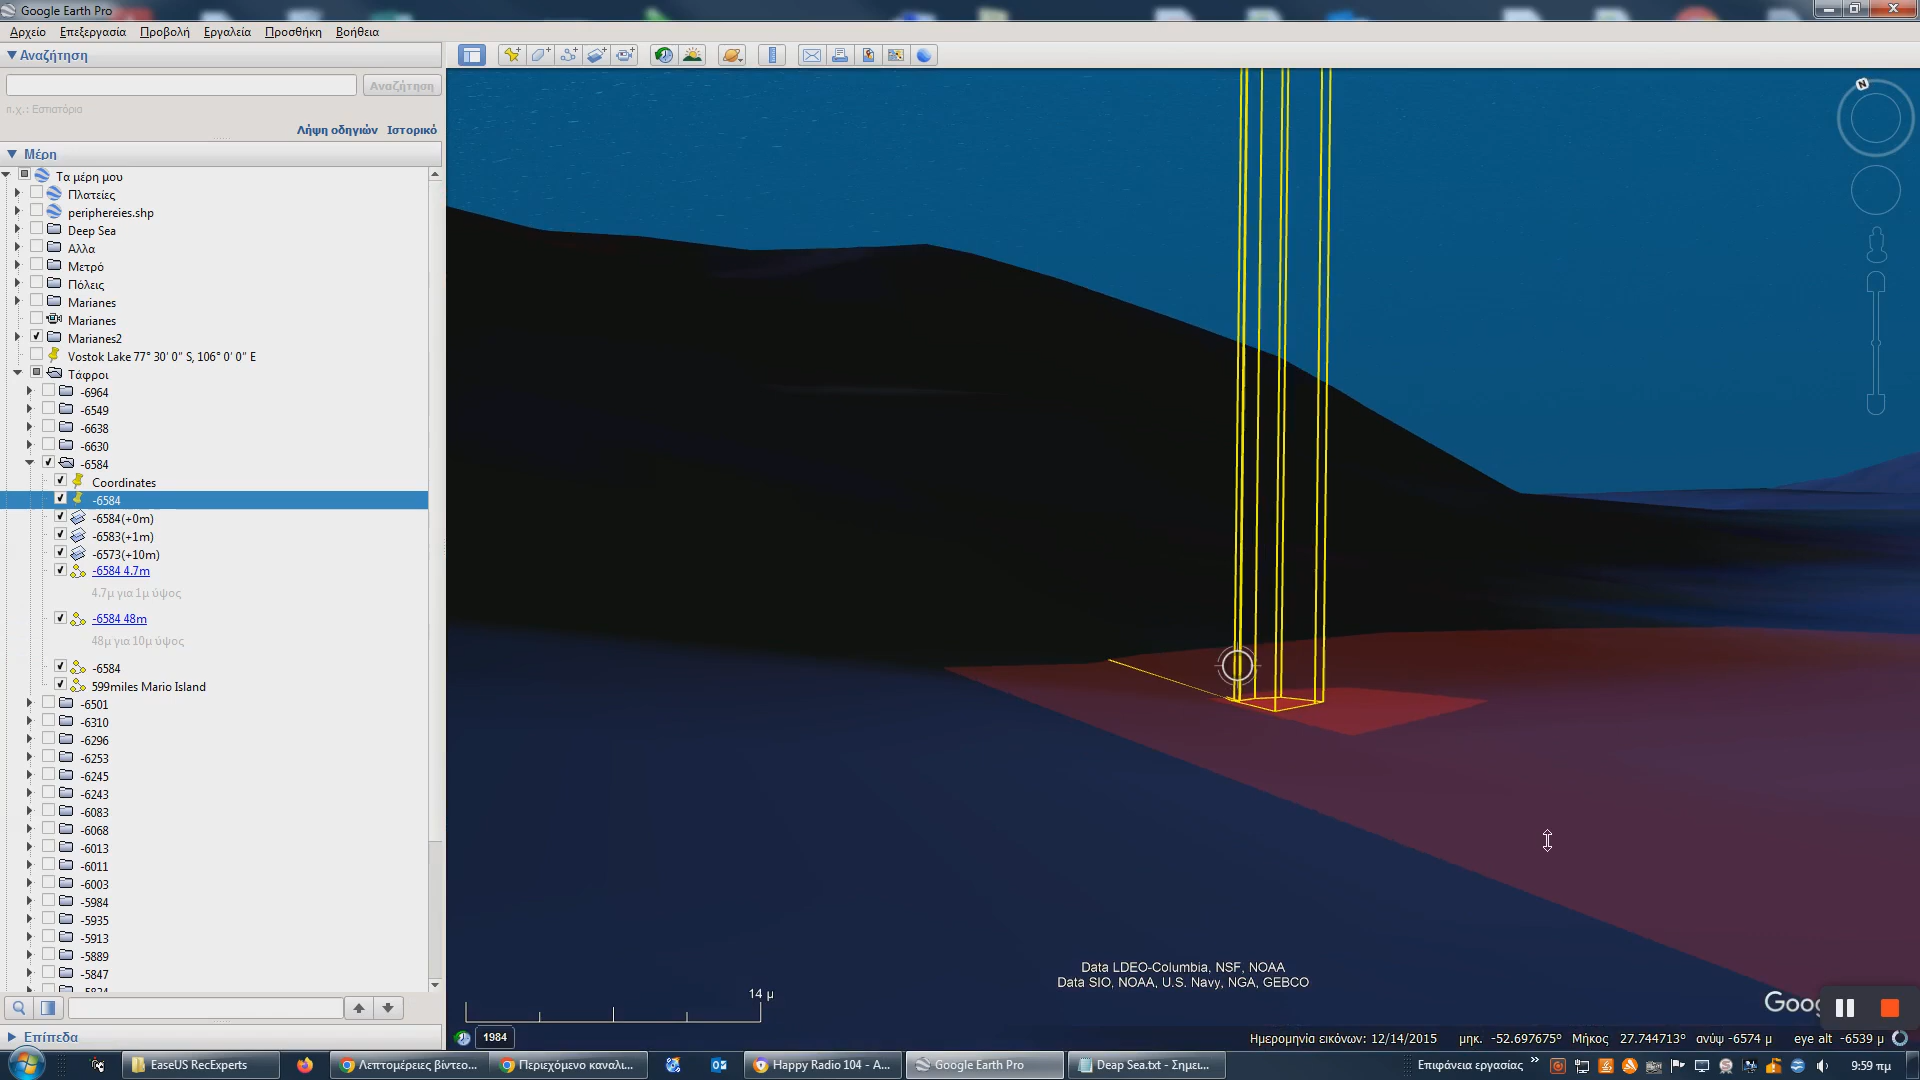 Google Earth Pro
Αρχείο Επεξεργασία Προβολή Εργαλεία Προσθήκη Βοήθεια
Αναζήτηση
Αναζήτηση
π.χ.: Εστιατόρια
Λήψη οδηγιών Ιστορικό
Μέρη
Τα μέρη μου
Πλατείες
periphereies.shp
Deep Sea
Αλλα
Μετρό
Πόλεις
Marianes
Marianes
Marianes2
Vostok Lake 77° 30' 0" S, 106° 0' 0" E
Τάφροι
-6964
-6549
-6638
-6630
-6584
Coordinates
-6584
-6584(+0m)
-6583(+1m)
-6573(+10m)
-6584 4.7m
4.7μ για 1μ ύψος
-6584 48m
48μ για 10μ ύψος
-6584
599miles Mario Island
-6501
-6310
-6296
-6253
-6245
-6243
-6083
-6068
-6013
-6011
-6003
-5984
-5935
-5913
-5889
-5847
Επίπεδα
N
14 μ
1984
Data LDEO-Columbia, NSF, NOAA
Data SIO, NOAA, U.S. Navy, NGA, GEBCO
Goog
Ημερομηνία εικόνων: 12/14/2015 μηκ. -52.697675° Μήκος 27.744713° ανύψ -6574 μ eye alt -6539 μ
EaseUS RecExperts
Λεπτομέρειες βίντεο...
Περιεχόμενο καναλι...
Happy Radio 104 - A...
Google Earth Pro
Deap Sea.txt - Σημει...
Επιφάνεια εργασίας
9:59 πμ